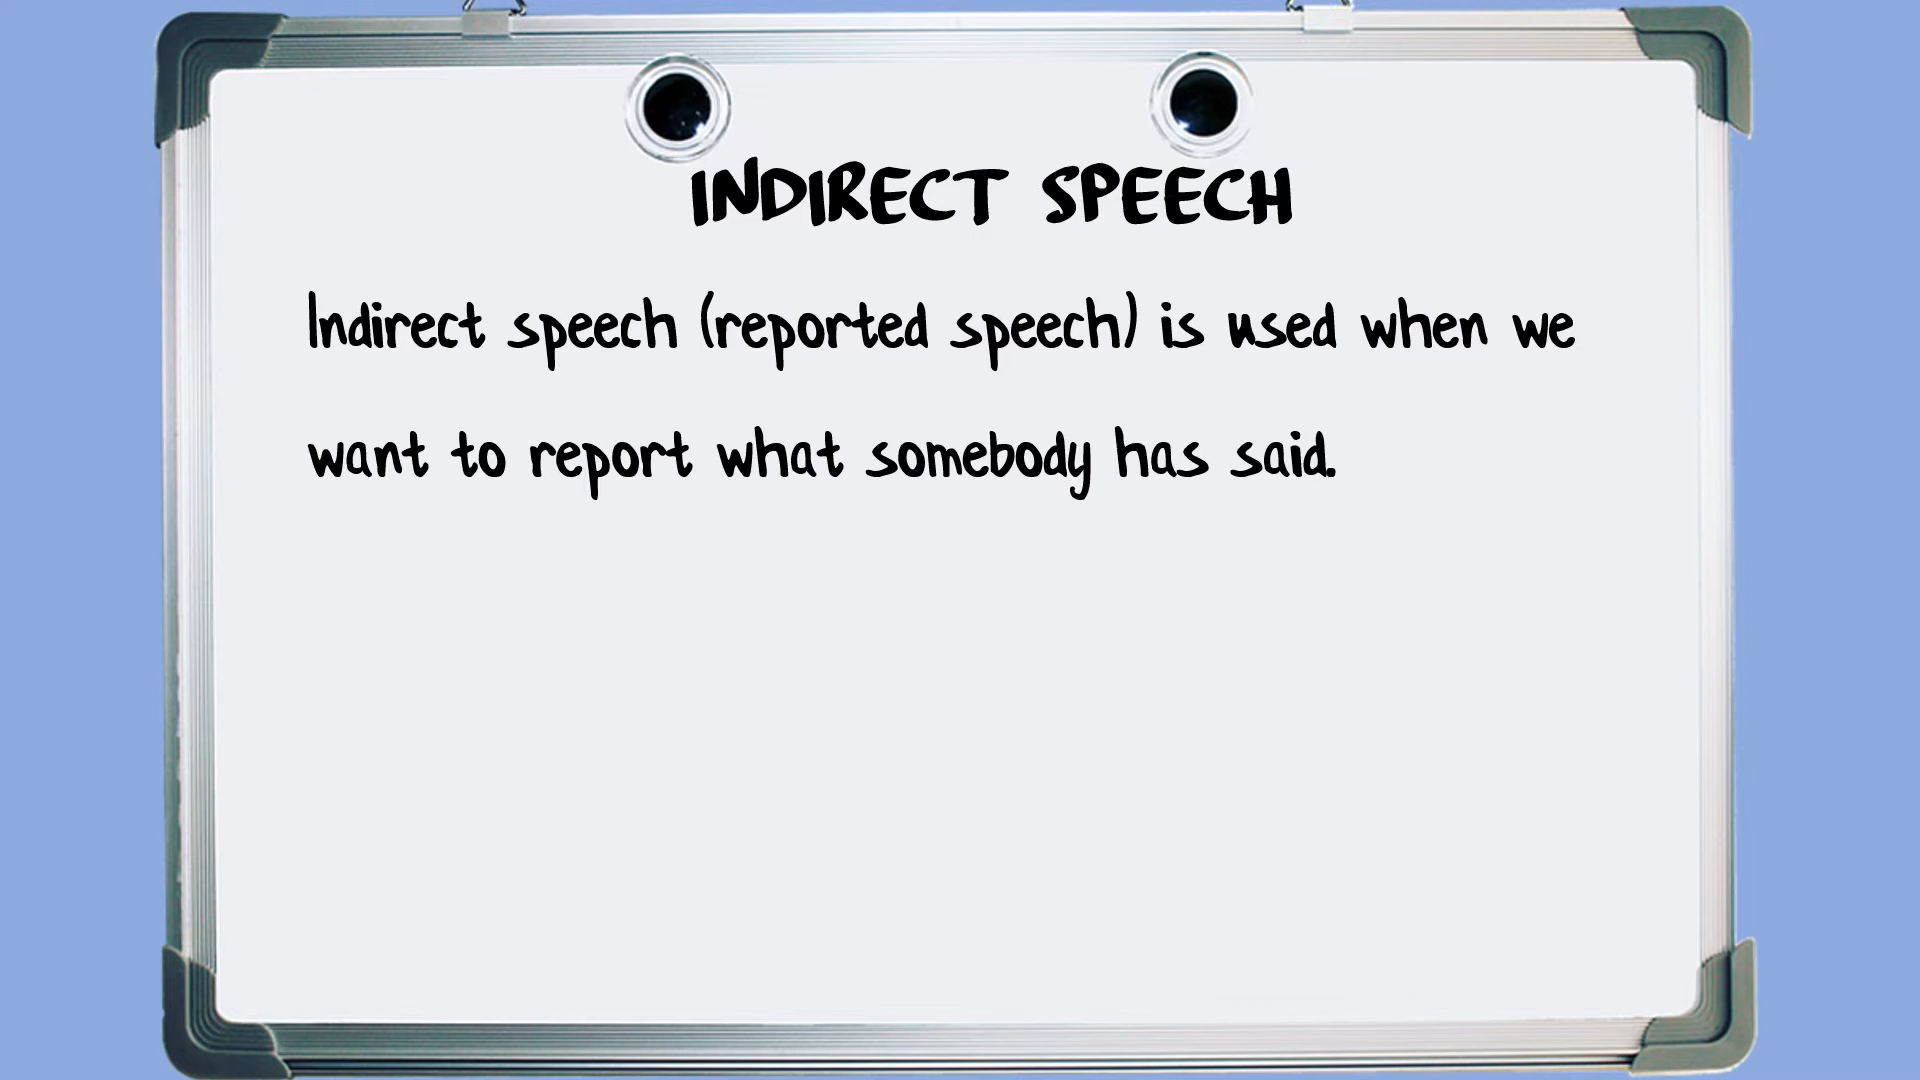 INDIRECT SPEECH
Indirect speech (reported speech) is used when we
want to report what somebody has said.